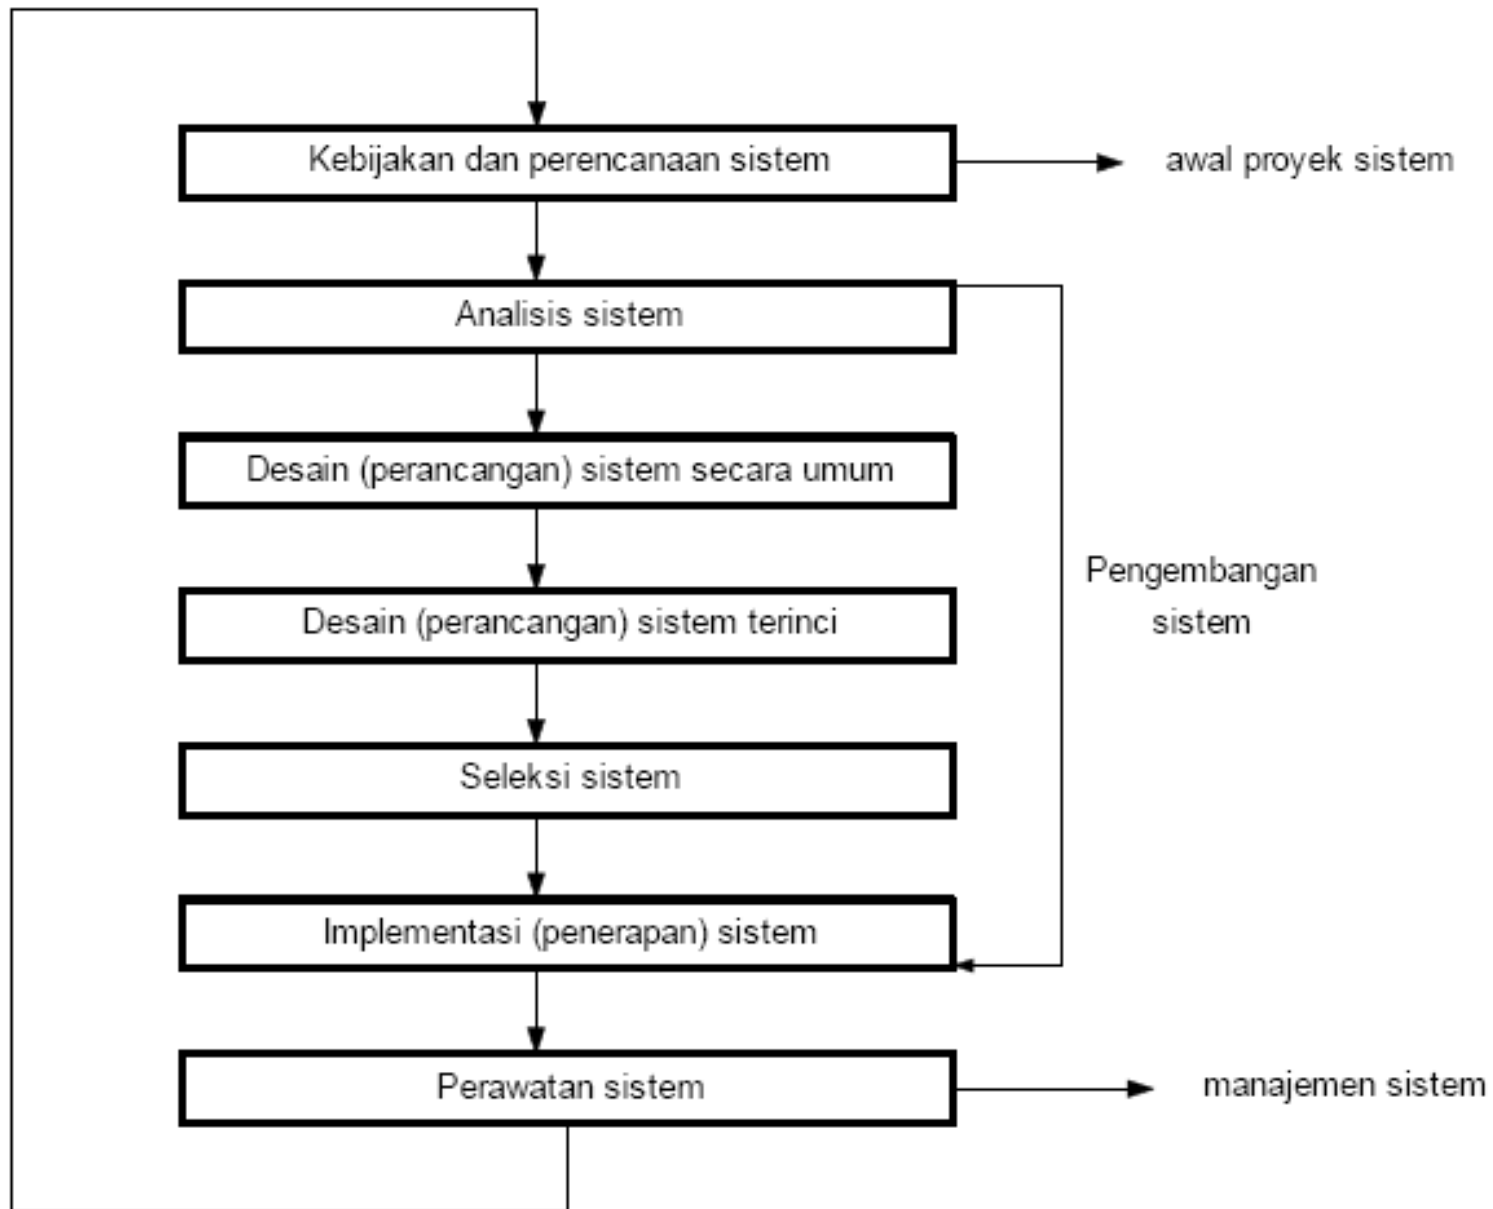 Kebijakan dan perencanaan sistem
awal proyek sistem
Analisis sistem
Desain (perancangan) sistem secara umum
Pengembangan
sistem
Desain (perancangan) sistem terinci
Seleksi sistem
Implementasi (penerapan) sistem
Perawatan sistem
manajemen sistem